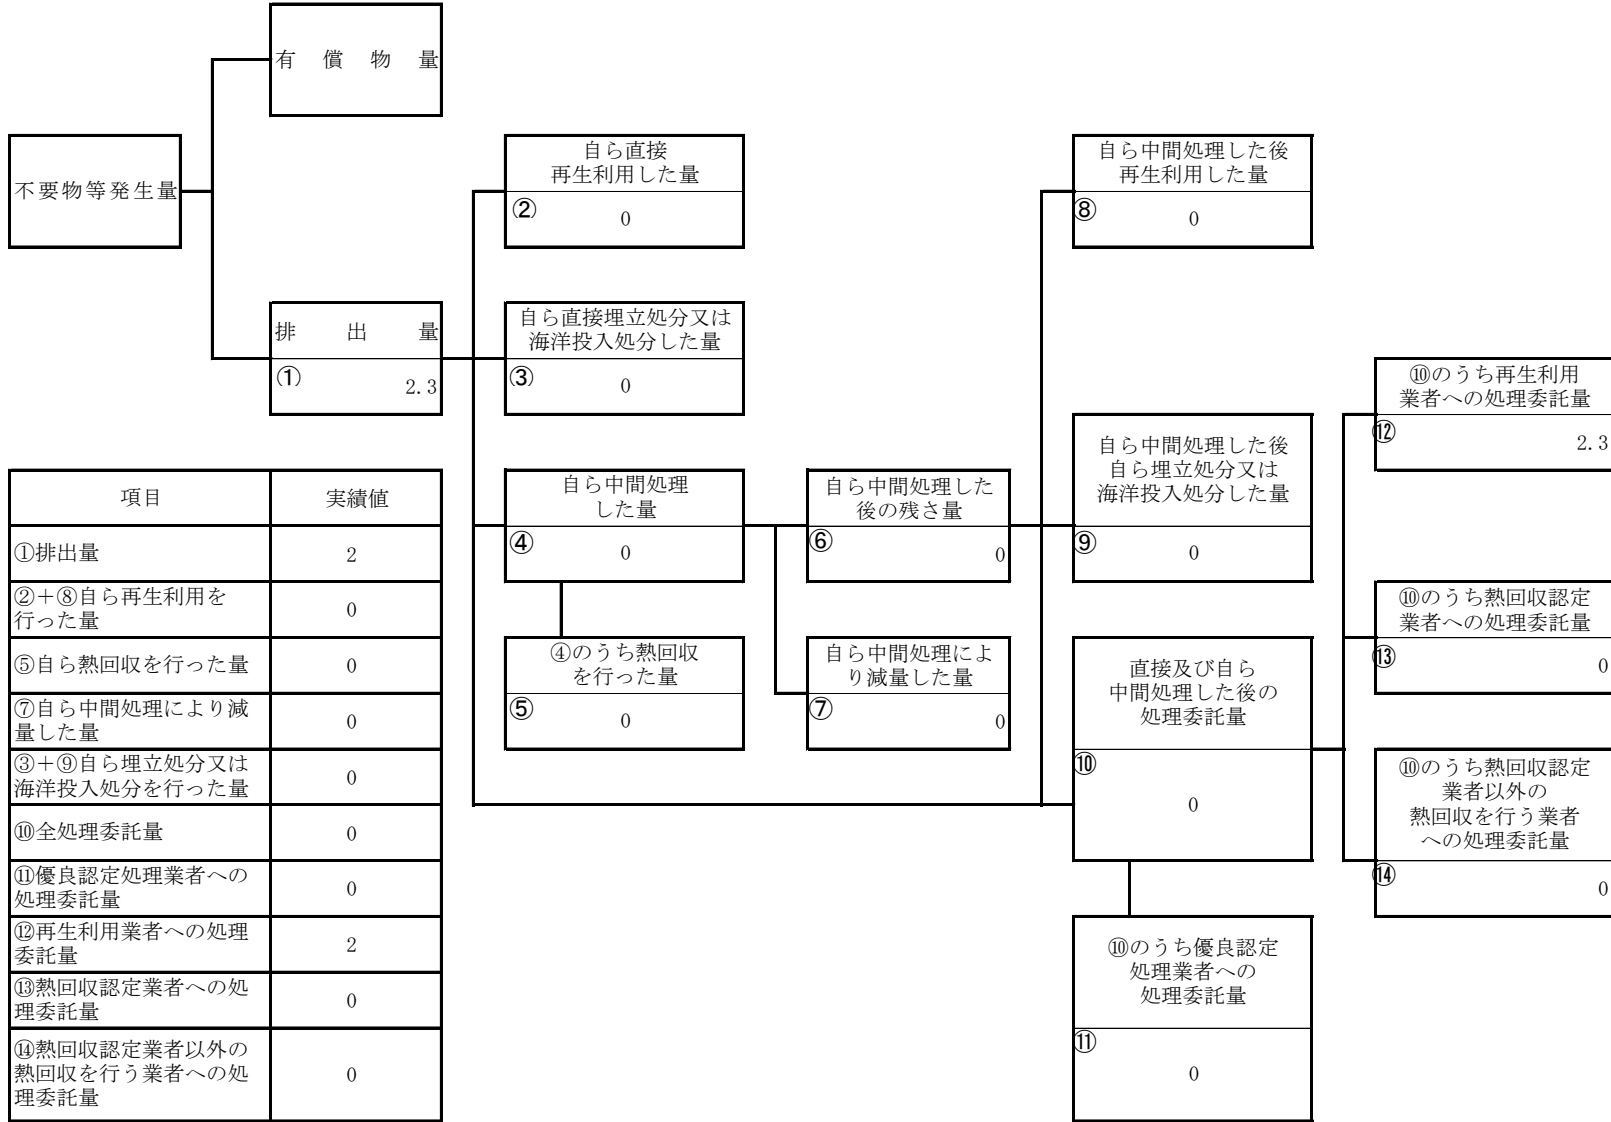 有償物量
不要物等発生量
排出量
①
2.3
自ら直接
再生利用した量
②
0
自ら直接埋立処分又は
海洋投入処分した量
③
0
自ら中間処理
した量
④
0
④のうち熱回収
を行った量
⑤
0
自ら中間処理した
後の残さ量
⑥
0
自ら中間処理によ
り減量した量
⑦
0
自ら中間処理した後
再生利用した量
⑧
0
自ら中間処理した後
自ら埋立処分又は
海洋投入処分した量
⑨
0
直接及び自ら
中間処理した後の
処理委託量
⑩
0
⑩のうち優良認定
処理業者への
処理委託量
⑪
0
⑩のうち再生利用
業者への処理委託量
⑫
2.3
⑩のうち熱回収認定
業者への処理委託量
⑬
0
⑩のうち熱回収認定
業者以外の
熱回収を行う業者
への処理委託量
⑭
0
項目 実績値
①排出量 2
②＋⑧自ら再生利用を
行った量 0
⑤自ら熱回収を行った量 0
⑦自ら中間処理により減
量した量 0
③＋⑨自ら埋立処分又は
海洋投入処分を行った量 0
⑩全処理委託量 0
⑪優良認定処理業者への
処理委託量 0
⑫再生利用業者への処理
委託量 2
⑬熱回収認定業者への処
理委託量 0
⑭熱回収認定業者以外の
熱回収を行う業者への処
理委託量 0